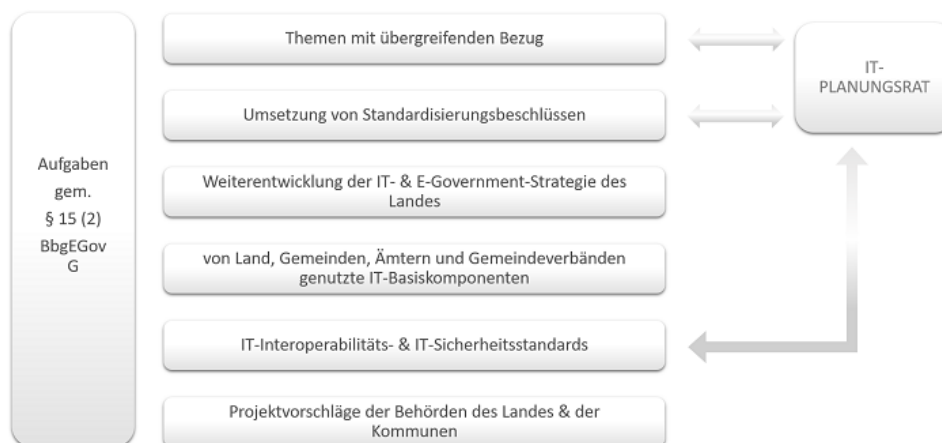 Aufgaben
gem.
§ 15 (2)
BbgEGov
G
Themen mit übergreifenden Bezug
Umsetzung von Standardisierungsbeschlüssen
Weiterentwicklung der IT- & E-Government-Strategie des
Landes
von Land, Gemeinden, Ämtern und Gemeindeverbänden
genutzte IT-Basiskomponenten
IT-Interoperabilitäts- & IT-Sicherheitsstandards
Projektvorschläge der Behörden des Landes & der
Kommunen
IT-
PLANUNGSRAT